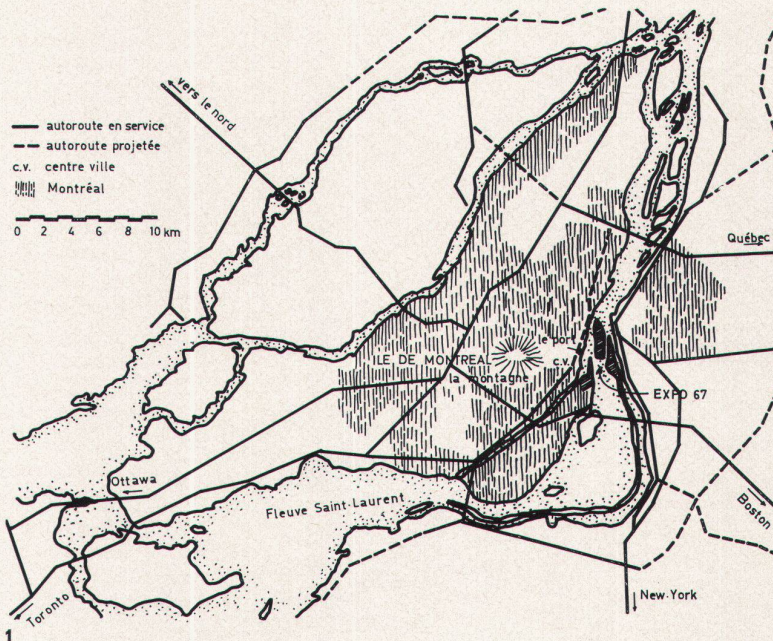 vers le nord
autoroute en service
autoroute projetée
c.v. centre ville
Montréal
0 2 4 6 8 10 km
Québec
le port
ILE DE MONTREAL
c.v.
la montagne
EXPO 67
Ottawa
Fleuve Saint-Laurent
Boston
New-York
Toronto
1